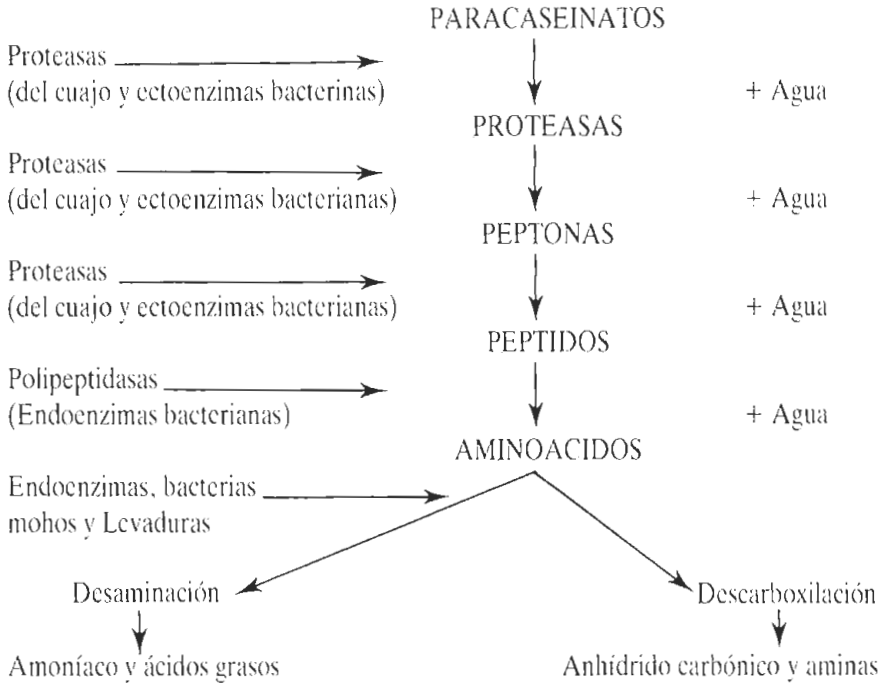 PARACASEINATOS
Proteasas
(del cuajo y ectoenzimas bacterinas)
+ Agua
PROTEASAS
Proteasas
(del cuajo y ectoenzimas bacterianas)
+ Agua
PEPTONAS
Proteasas
(del cuajo y ectoenzimas bacterianas)
+ Agua
PEPTIDOS
Polipeptidasas
(Endoenzimas bacterianas)
+ Agua
AMINOACIDOS
Endoenzimas, bacterias
mohos y Levaduras
Desaminación
Descarboxilación
Amoníaco y ácidos grasos
Anhídrido carbónico y aminas